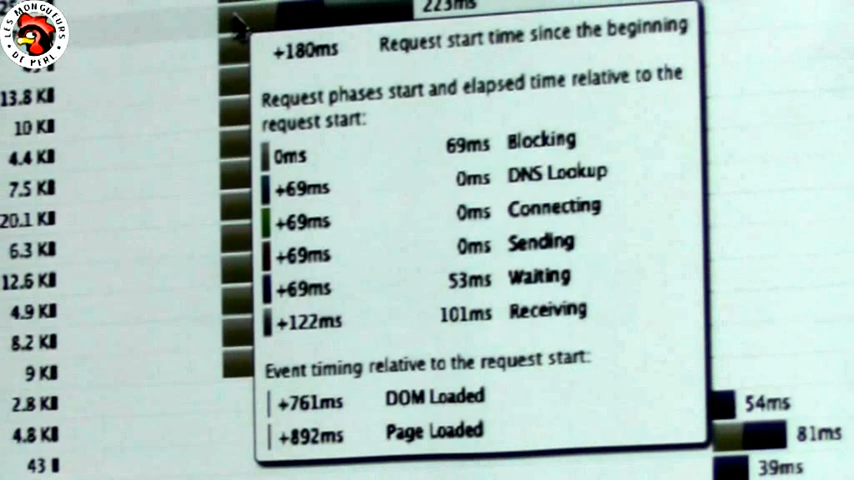 223ms
LES MONGUEURS
DE PERL
+180ms Request start time since the beginning
Request phases start and elapsed time relative to the
request start:
0ms 69ms Blocking
+69ms 0ms DNS Lookup
+69ms 0ms Connecting
+69ms 0ms Sending
+69ms 53ms Waiting
+122ms 101ms Receiving
Event timing relative to the request start:
+761ms DOM Loaded
+892ms Page Loaded
13.8 KB
10 KB
4.4 KB
7.5 KB
20.1 KB
6.3 KB
12.6 KB
4.9 KB
8.2 KB
9 KB
2.8 KB
4.8 KB
43 B
54ms
81ms
39ms